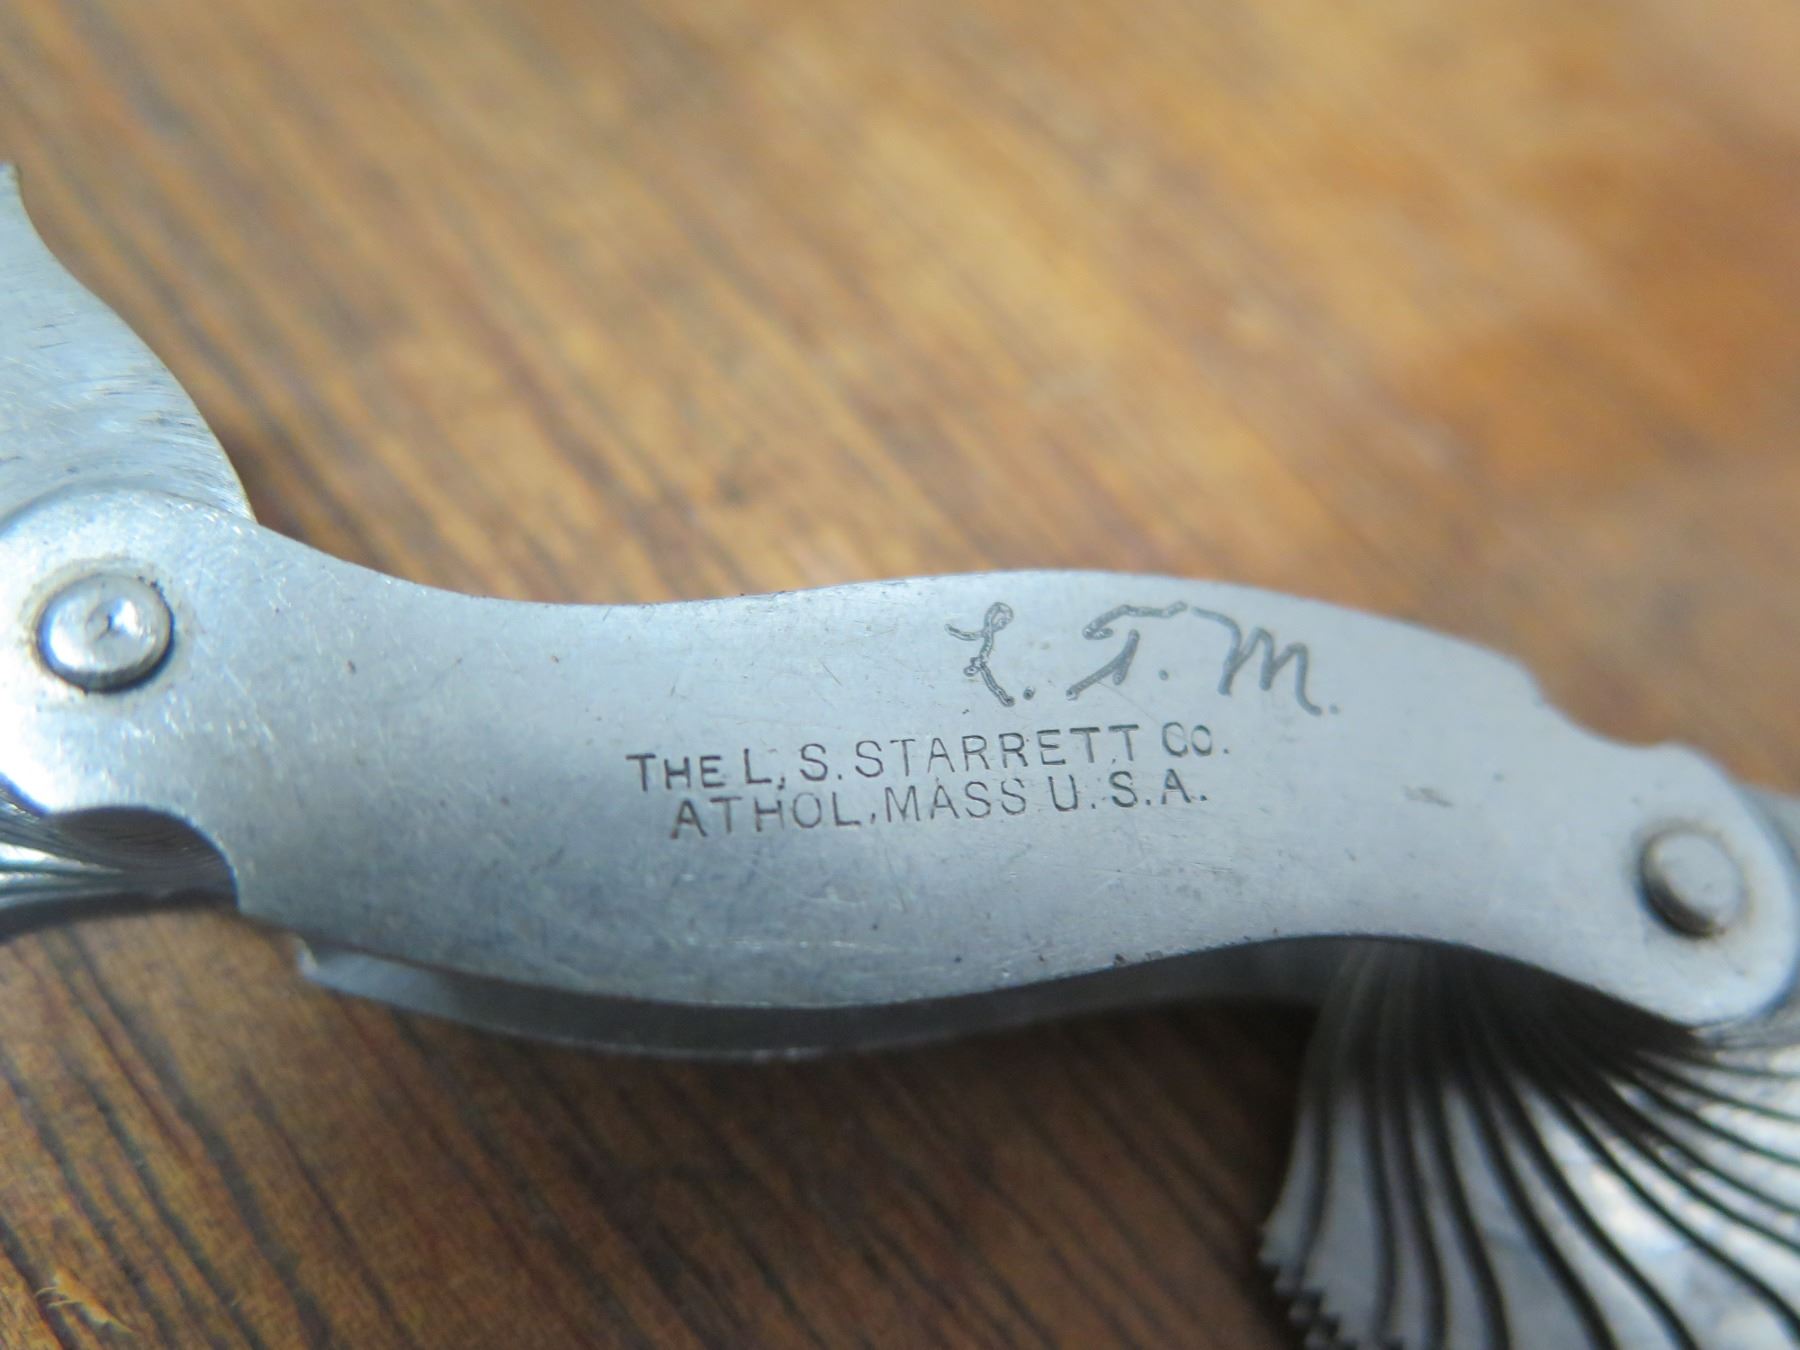 L. T. M.
THE L. S. STARRETT CO.
ATHOL, MASS U.S.A.